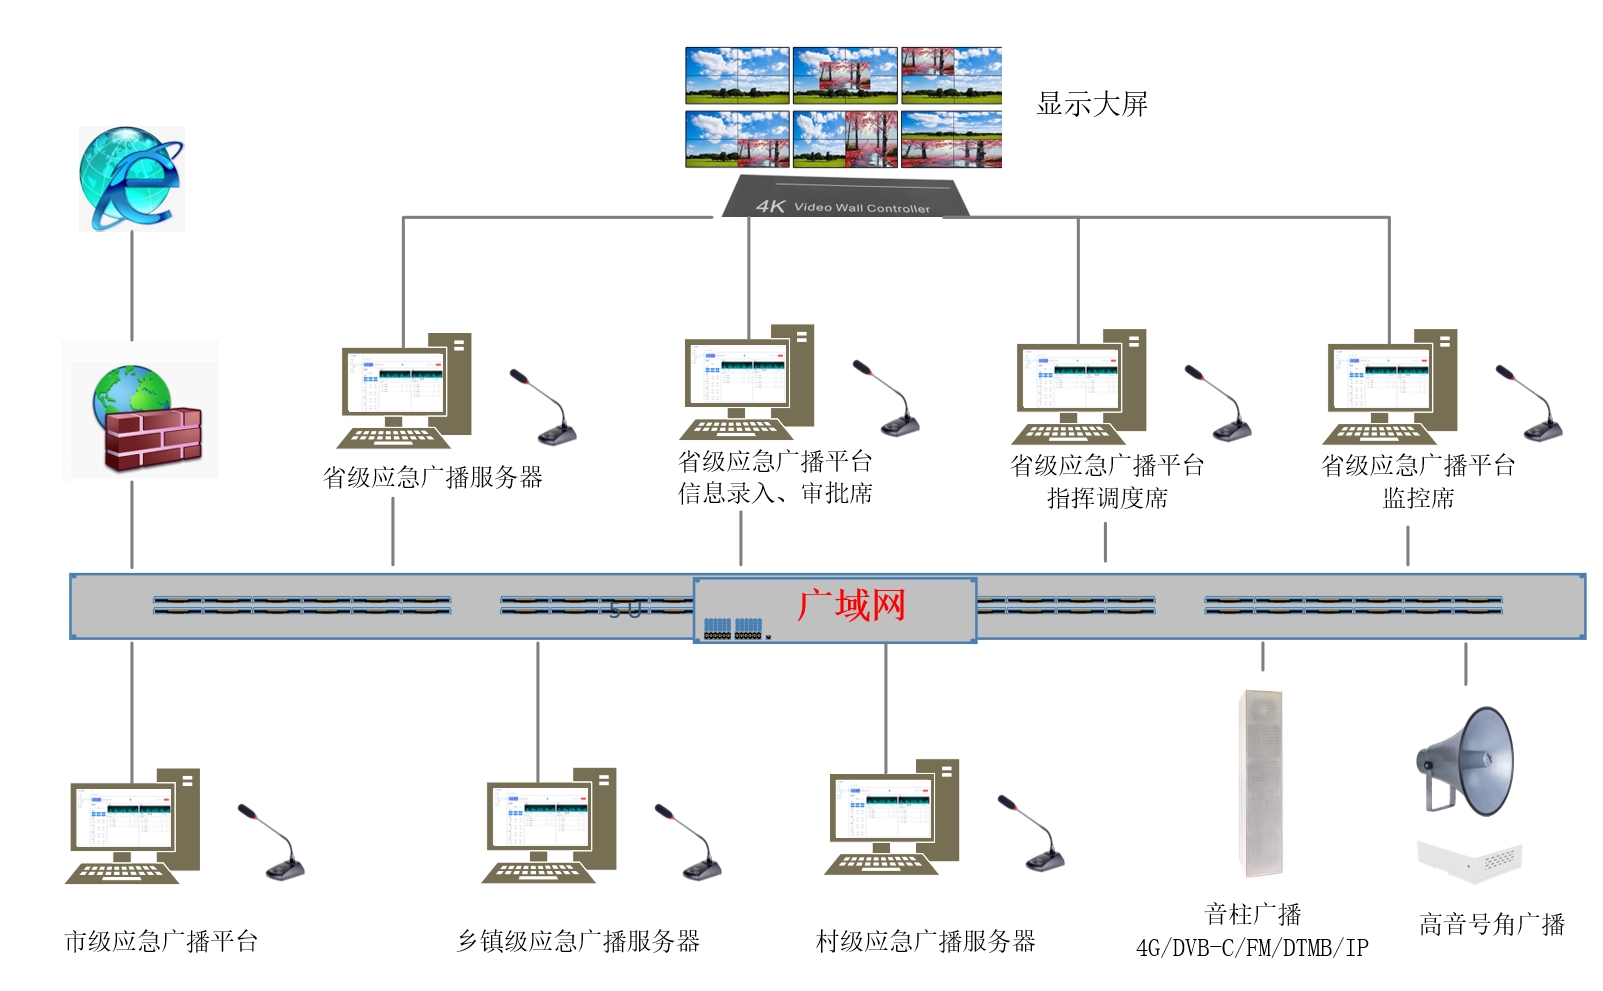 显示大屏
4K Video Wall Controller
省级应急广播服务器
省级应急广播平台
信息录入、审批席
省级应急广播平台
指挥调度席
省级应急广播平台
监控席
5U
广域网
市级应急广播平台
乡镇级应急广播服务器
村级应急广播服务器
音柱广播
4G/DVB-C/FM/DTMB/IP
高音号角广播